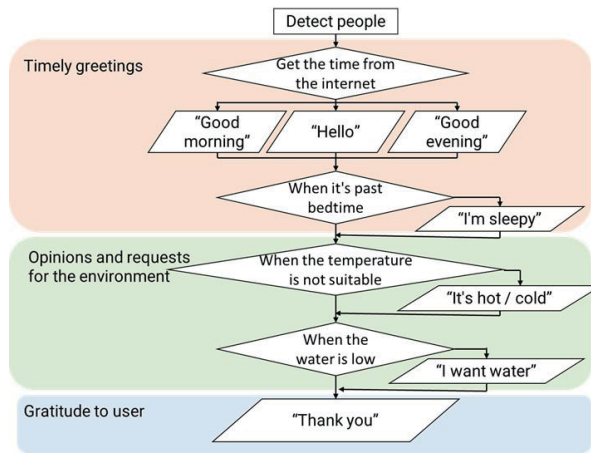 Detect people
Timely greetings
Get the time from
the internet
“Good
morning”
“Hello”
“Good
evening”
When it's past
bedtime
“I'm sleepy”
Opinions and requests
for the environment
When the temperature
is not suitable
“It's hot / cold”
When the
water is low
“I want water”
Gratitude to user
“Thank you”